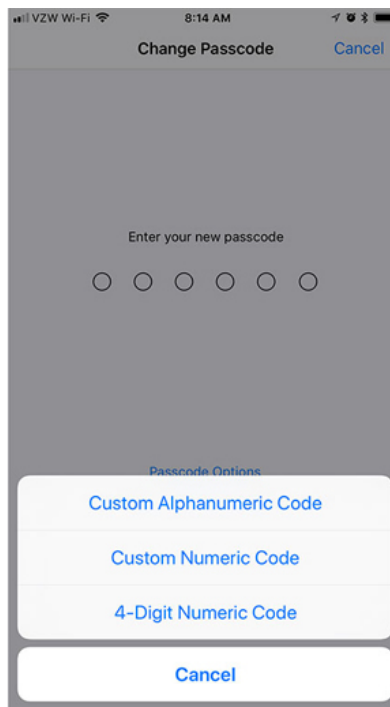 VZW Wi-Fi 8:14 AM
Change Passcode Cancel
Enter your new passcode
Passcode Options
Custom Alphanumeric Code
Custom Numeric Code
4-Digit Numeric Code
Cancel